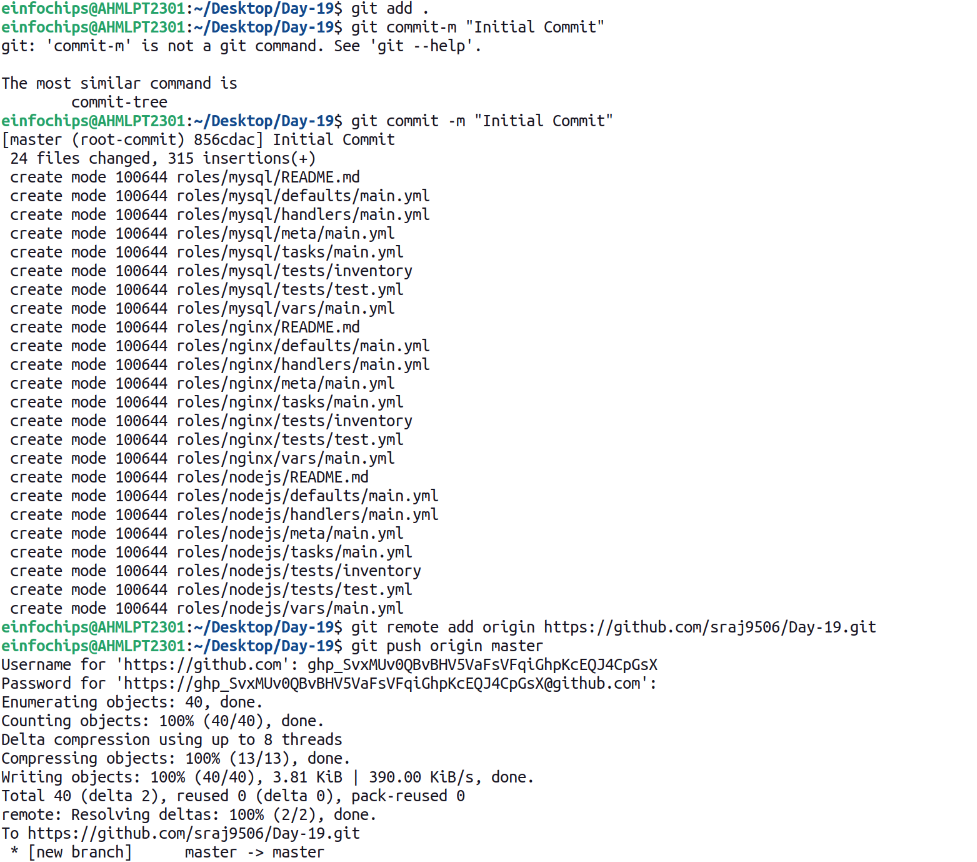 einfochips@AHMLPT2301:~/Desktop/Day-19$ git add .
einfochips@AHMLPT2301:~/Desktop/Day-19$ git commit-m "Initial Commit"
git: 'commit-m' is not a git command. See 'git --help'.

The most similar command is
        commit-tree
einfochips@AHMLPT2301:~/Desktop/Day-19$ git commit -m "Initial Commit"
[master (root-commit) 856cdac] Initial Commit
 24 files changed, 315 insertions(+)
 create mode 100644 roles/mysql/README.md
 create mode 100644 roles/mysql/defaults/main.yml
 create mode 100644 roles/mysql/handlers/main.yml
 create mode 100644 roles/mysql/meta/main.yml
 create mode 100644 roles/mysql/tasks/main.yml
 create mode 100644 roles/mysql/tests/inventory
 create mode 100644 roles/mysql/tests/test.yml
 create mode 100644 roles/mysql/vars/main.yml
 create mode 100644 roles/nginx/README.md
 create mode 100644 roles/nginx/defaults/main.yml
 create mode 100644 roles/nginx/handlers/main.yml
 create mode 100644 roles/nginx/meta/main.yml
 create mode 100644 roles/nginx/tasks/main.yml
 create mode 100644 roles/nginx/tests/inventory
 create mode 100644 roles/nginx/tests/test.yml
 create mode 100644 roles/nginx/vars/main.yml
 create mode 100644 roles/nodejs/README.md
 create mode 100644 roles/nodejs/defaults/main.yml
 create mode 100644 roles/nodejs/handlers/main.yml
 create mode 100644 roles/nodejs/meta/main.yml
 create mode 100644 roles/nodejs/tasks/main.yml
 create mode 100644 roles/nodejs/tests/inventory
 create mode 100644 roles/nodejs/tests/test.yml
 create mode 100644 roles/nodejs/vars/main.yml
einfochips@AHMLPT2301:~/Desktop/Day-19$ git remote add origin https://github.com/sraj9506/Day-19.git
einfochips@AHMLPT2301:~/Desktop/Day-19$ git push origin master
Username for 'https://github.com': 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
Password for 'https://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@github.com':
Enumerating objects: 40, done.
Counting objects: 100% (40/40), done.
Delta compression using up to 8 threads
Compressing objects: 100% (13/13), done.
Writing objects: 100% (40/40), 3.81 KiB | 390.00 KiB/s, done.
Total 40 (delta 2), reused 0 (delta 0), pack-reused 0
remote: Resolving deltas: 100% (2/2), done.
To https://github.com/sraj9506/Day-19.git
 * [new branch]      master -> master